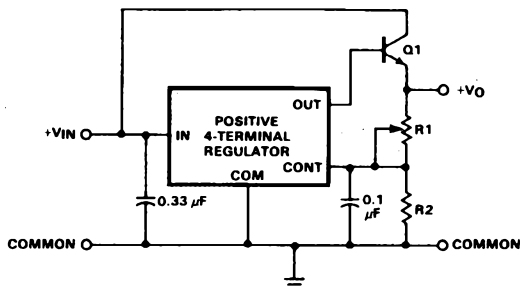 Q1
OUT
+VO
POSITIVE
4-TERMINAL
REGULATOR
+VIN
IN
R1
CONT
COM
0.33 μF
0.1
μF
R2
COMMON
COMMON